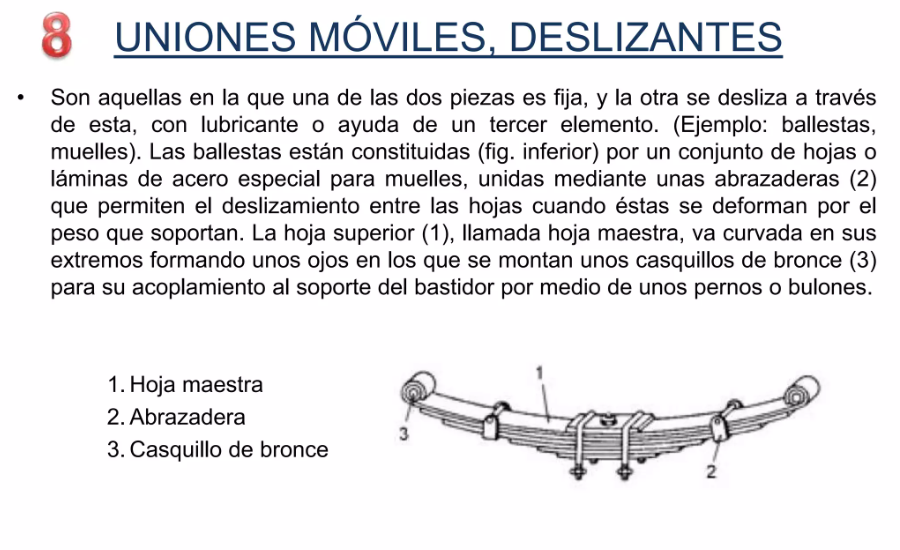 8 UNIONES MÓVILES, DESLIZANTES
• Son aquellas en la que una de las dos piezas es fija, y la otra se desliza a través
de esta, con lubricante o ayuda de un tercer elemento. (Ejemplo: ballestas,
muelles). Las ballestas están constituidas (fig. inferior) por un conjunto de hojas o
láminas de acero especial para muelles, unidas mediante unas abrazaderas (2)
que permiten el deslizamiento entre las hojas cuando éstas se deforman por el
peso que soportan. La hoja superior (1), llamada hoja maestra, va curvada en sus
extremos formando unos ojos en los que se montan unos casquillos de bronce (3)
para su acoplamiento al soporte del bastidor por medio de unos pernos o bulones.
1. Hoja maestra
2. Abrazadera
3. Casquillo de bronce
1
3
2